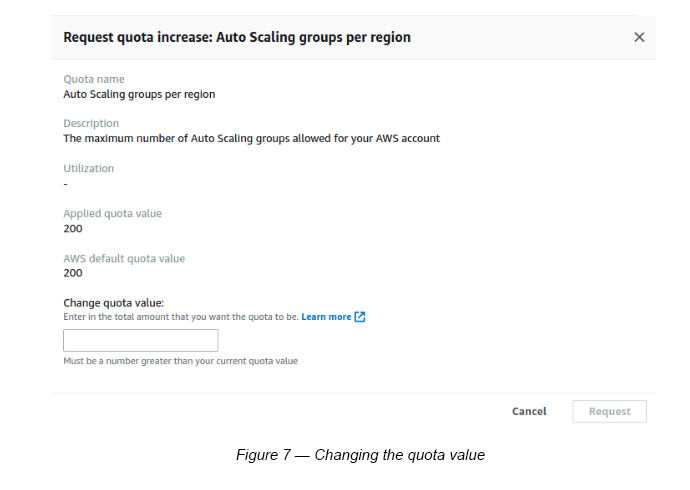 Request quota increase: Auto Scaling groups per region
Quota name
Auto Scaling groups per region
Description
The maximum number of Auto Scaling groups allowed for your AWS account
Utilization
-
Applied quota value
200
AWS default quota value
200
Change quota value:
Enter in the total amount that you want the quota to be. Learn more
Must be a number greater than your current quota value
Cancel Request
Figure 7 — Changing the quota value